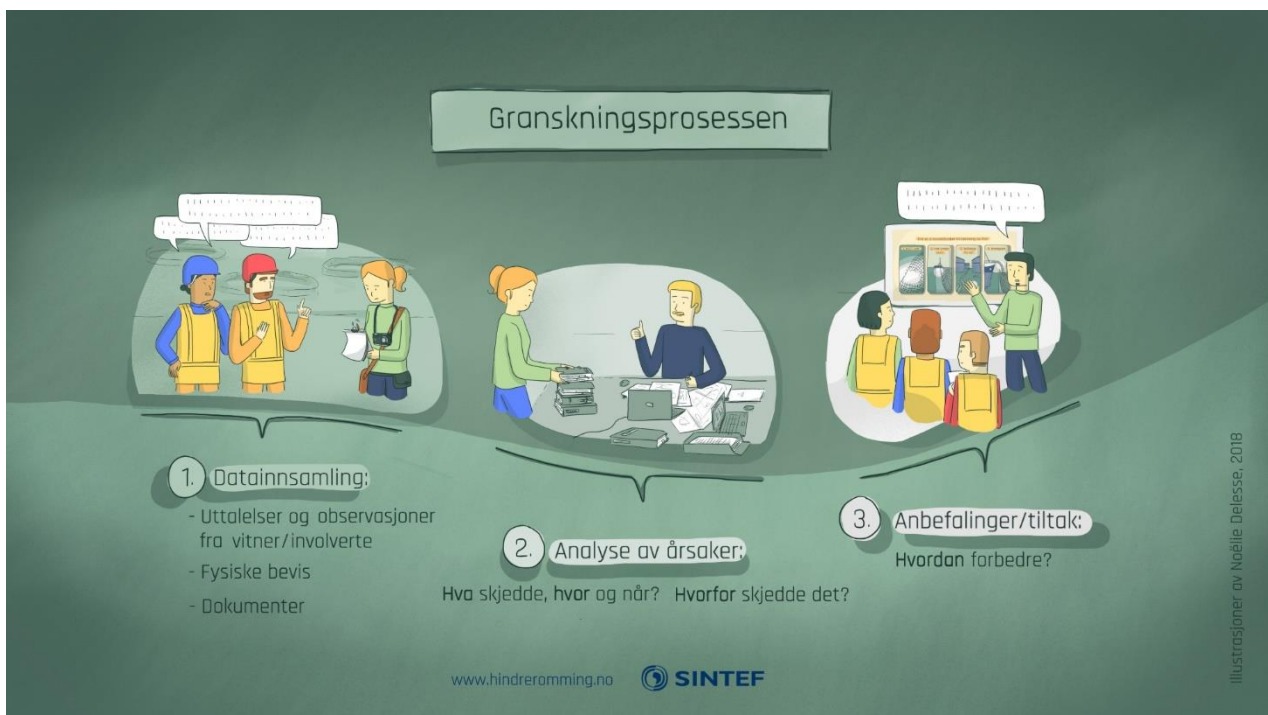 Granskningsprosessen
1. Datainnsamling:
- Uttalelser og observasjoner
fra vitner/involverte
- Fysiske bevis
- Dokumenter
2. Analyse av årsaker:
Hva skjedde, hvor og når? Hvorfor skjedde det?
3. Anbefalinger/tiltak:
Hvordan forbedre?
www.hindreromming.no
SINTEF
Illustrasjoner av Noëlie Delesse, 2018